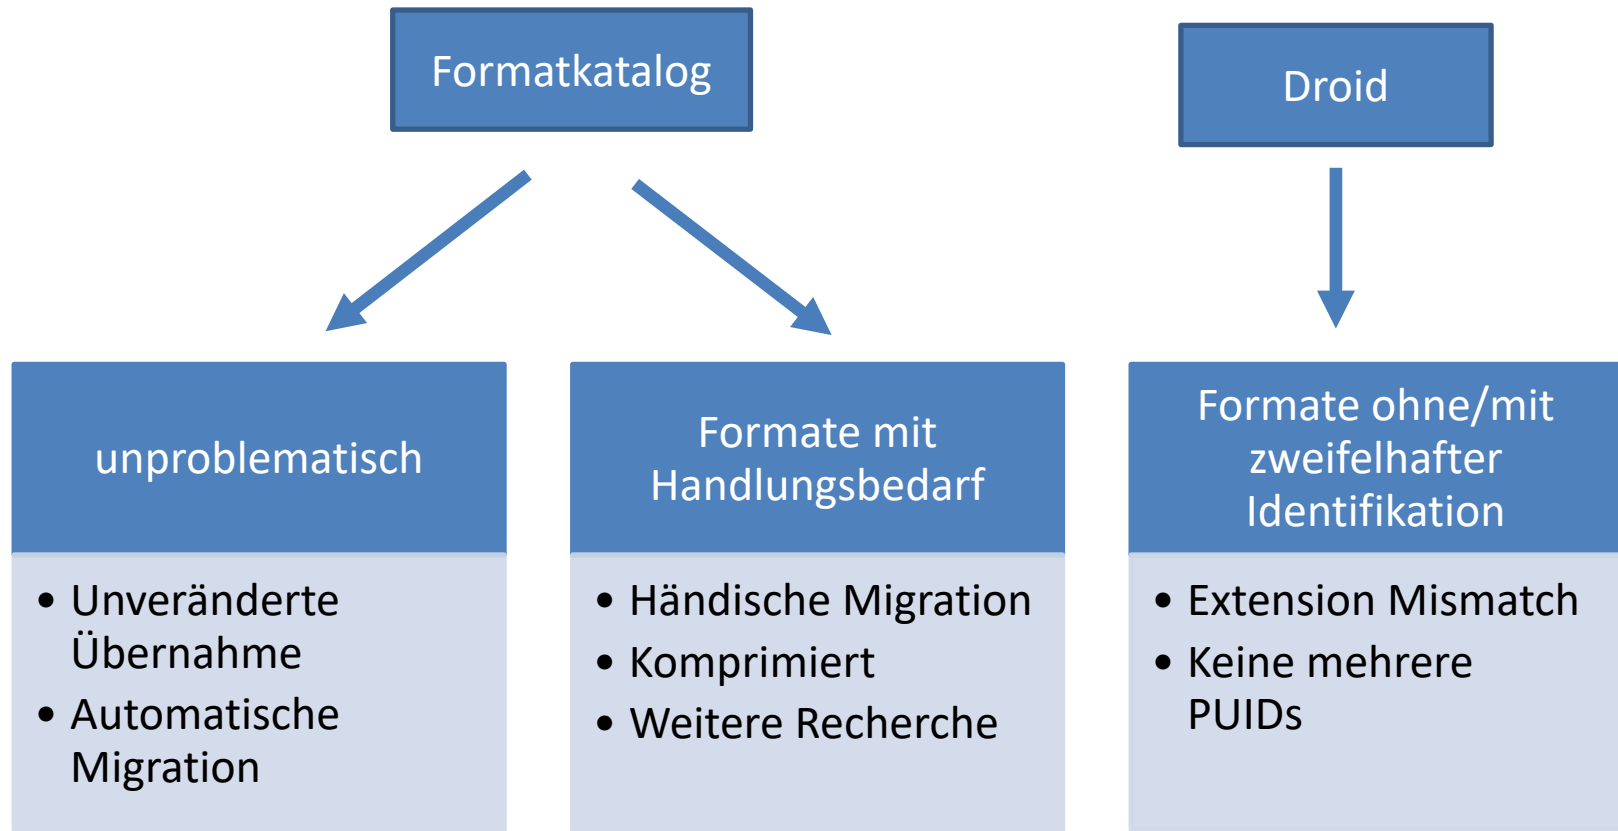 Formatkatalog
Droid
unproblematisch
• Unveränderte
Übernahme
• Automatische
Migration
Formate mit
Handlungsbedarf
• Händische Migration
• Komprimiert
• Weitere Recherche
Formate ohne/mit
zweifelhafter
Identifikation
• Extension Mismatch
• Keine mehrere
PUIDs